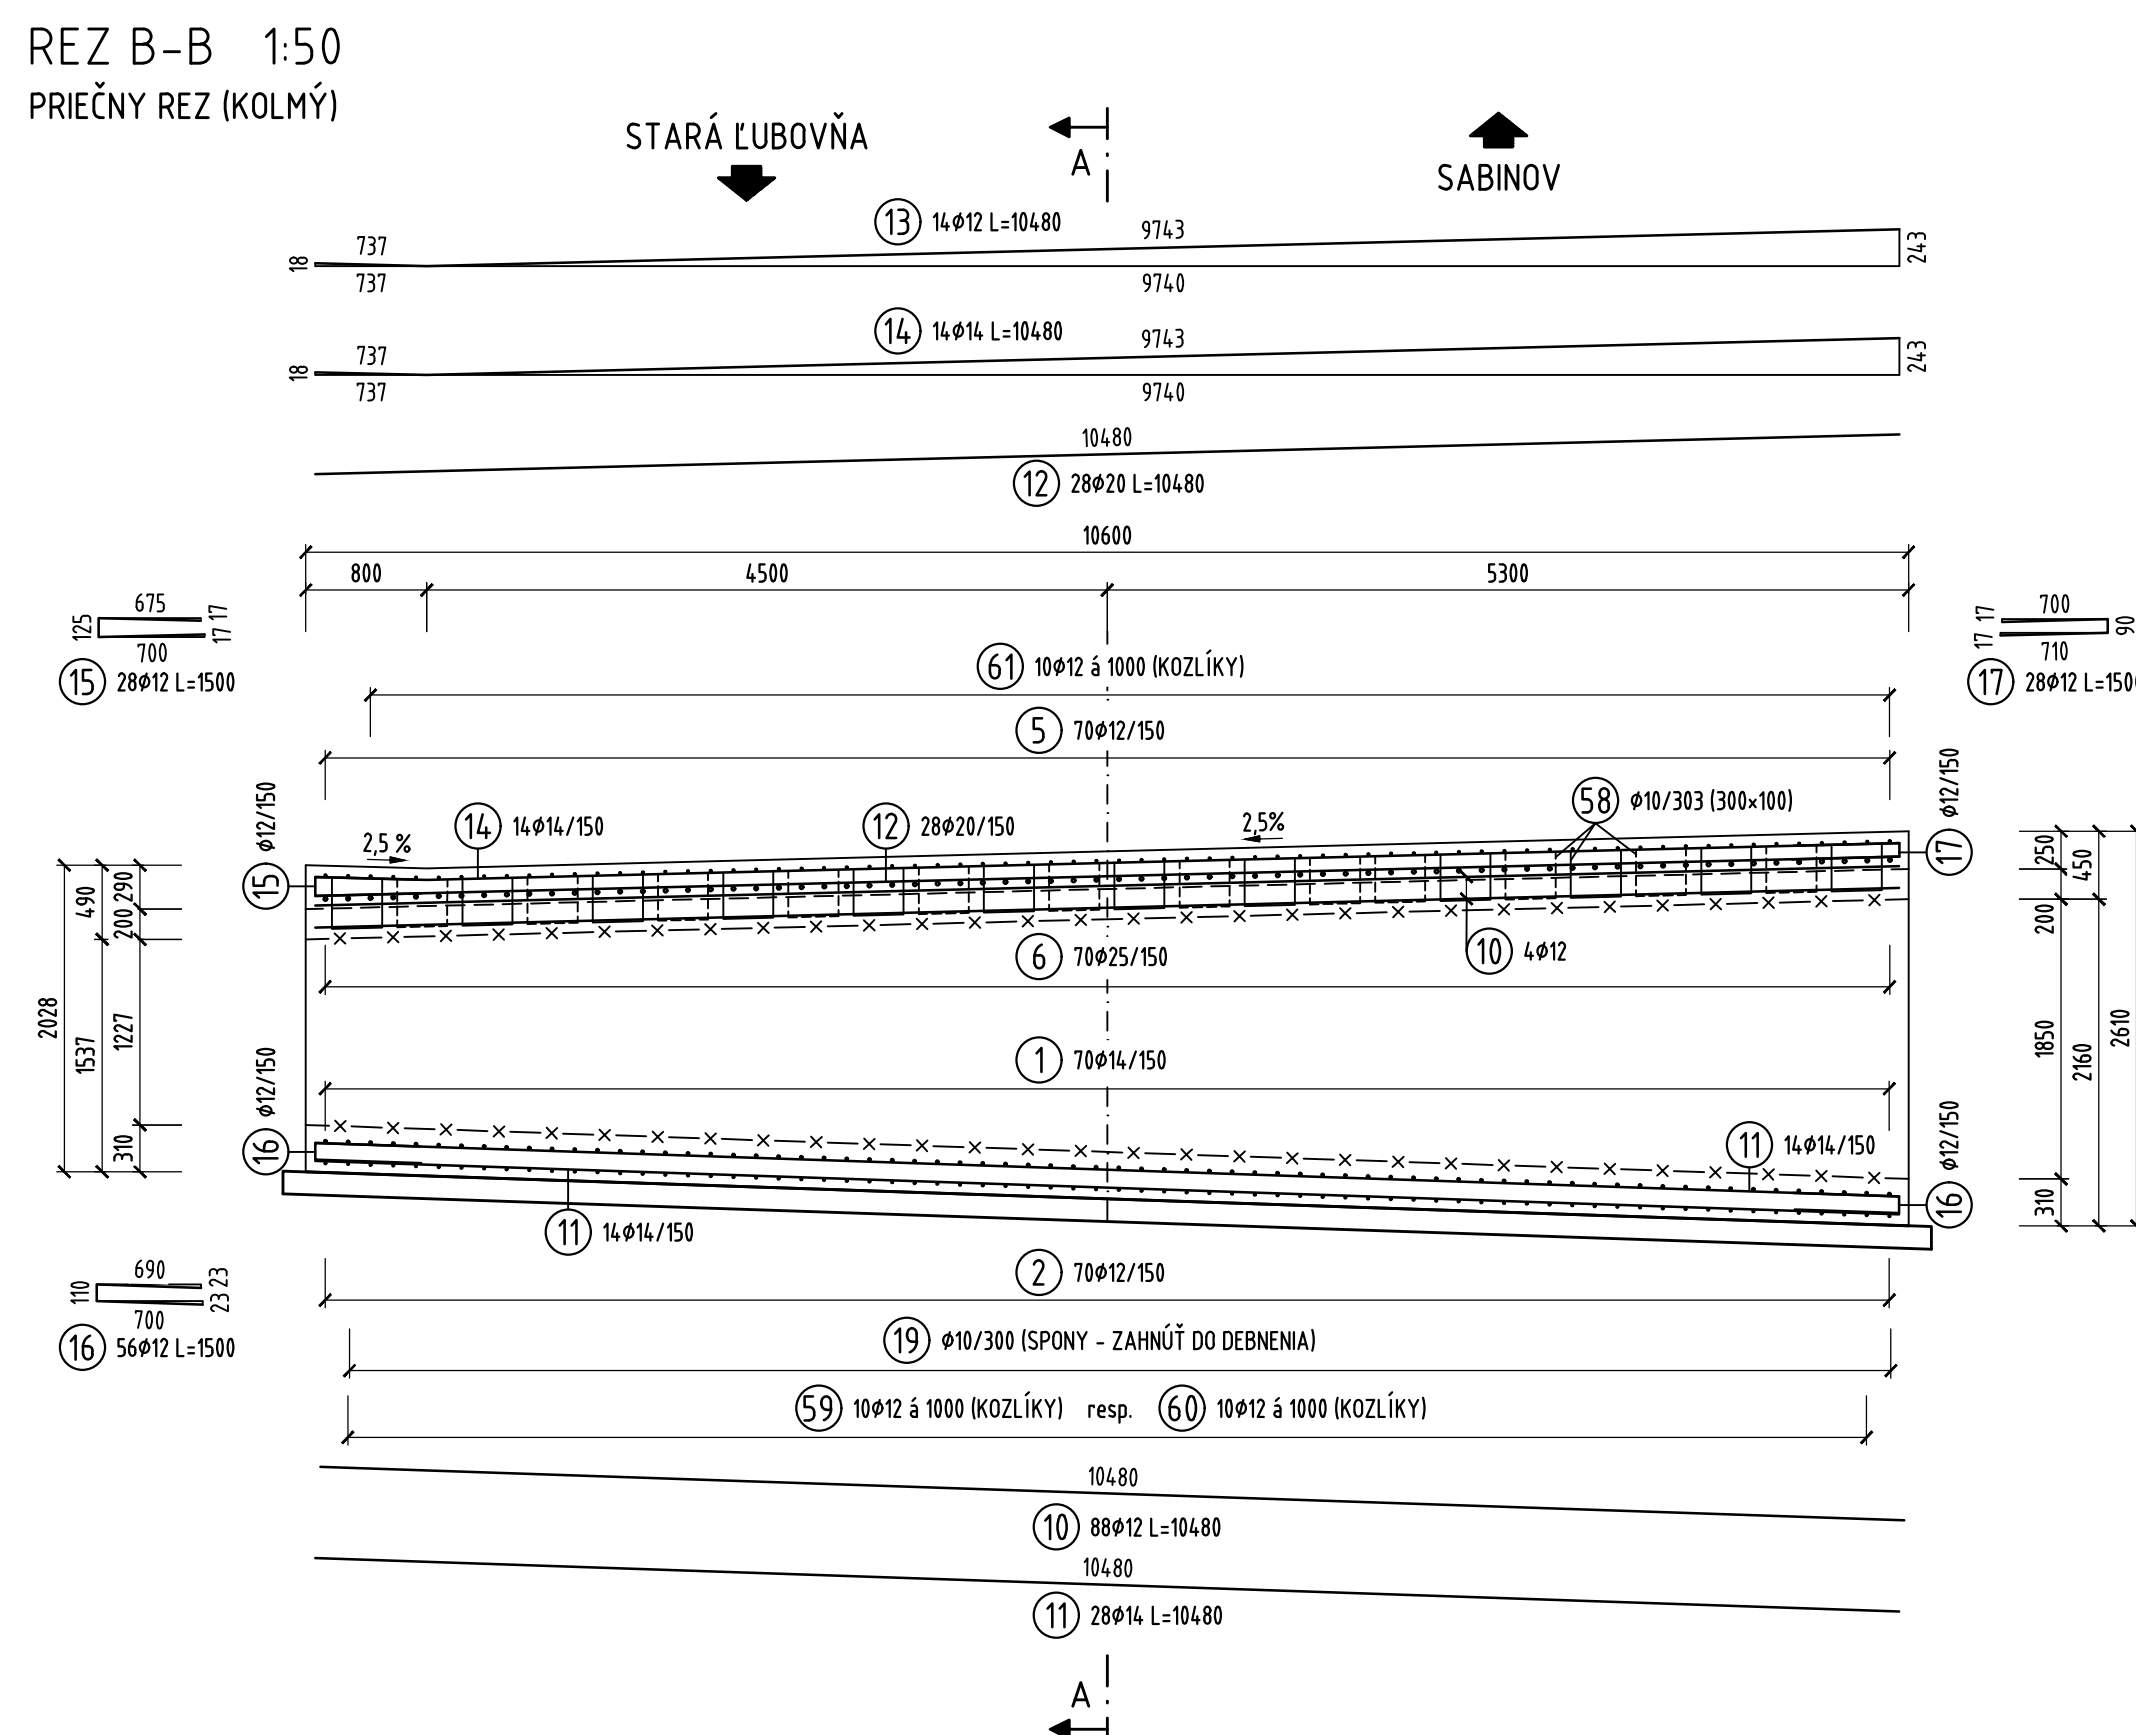 REZ B-B 1:50
PRIEČNY REZ (KOLMÝ)
STARÁ ĽUBOVŇA
A
SABINOV
13 14ϕ12 L=10480
737
9743
18
243
737
9740
14 14ϕ14 L=10480
737
9743
18
243
737
9740
10480
12 28ϕ20 L=10480
10600
800
4500
5300
675
125
17
17
700
15 28ϕ12 L=1500
700
17
17
90
710
17 28ϕ12 L=150
61 10ϕ12 á 1000 (KOZLÍKY)
5 70ϕ12/150
ϕ12/150
15
2,5 %
14 14ϕ14/150
12 28ϕ20/150
2,5%
58 ϕ10/303 (300×100)
ϕ12/150
17
490
290
200
2028
1537
1227
310
250
450
200
1850
2160
2610
310
6 70ϕ25/150
10 4ϕ12
1 70ϕ14/150
ϕ12/150
16
11 14ϕ14/150
ϕ12/150
16
11 14ϕ14/150
2 70ϕ12/150
690
110
23
23
700
16 56ϕ12 L=1500
19 ϕ10/300 (SPONY - ZAHNÚŤ DO DEBNENIA)
59 10ϕ12 á 1000 (KOZLÍKY) resp. 60 10ϕ12 á 1000 (KOZLÍKY)
10480
10 88ϕ12 L=10480
10480
11 28ϕ14 L=10480
A